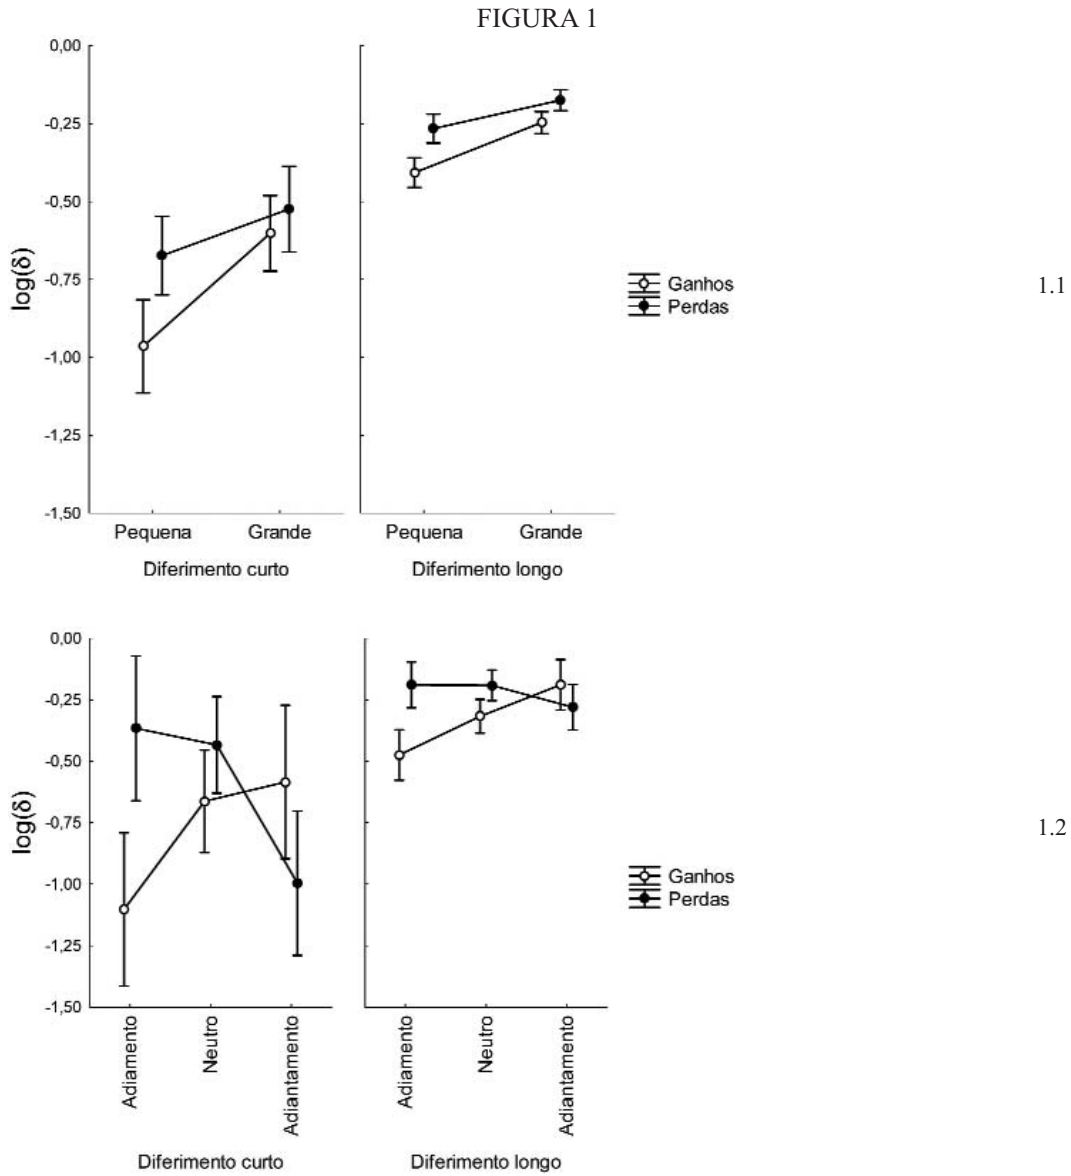 FIGURA 1
0,00
-0,25
-0,50
-0,75
-1,00
-1,25
-1,50
log(δ)
Pequena Grande
Diferimento curto
Pequena Grande
Diferimento longo
Ganhos
Perdas
1.1
0,00
-0,25
-0,50
-0,75
-1,00
-1,25
-1,50
log(δ)
Adiamento
Neutro
Adiantamento
Diferimento curto
Adiamento
Neutro
Adiantamento
Diferimento longo
Ganhos
Perdas
1.2